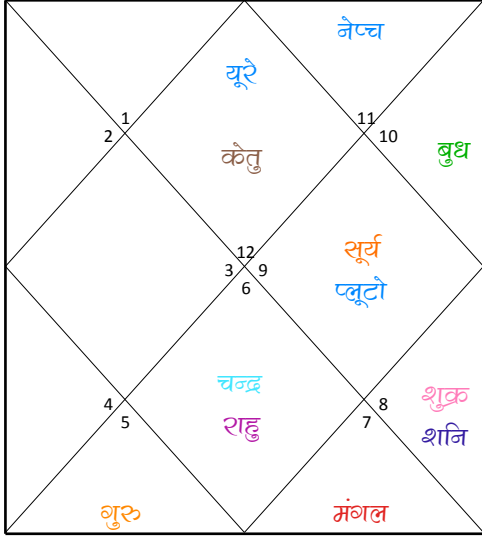 नेप्च
यूरे
1
11
2
10
केतु
बुध
12
सूर्य
3
9
6
प्लूटो
चन्द्र
शुक्र
4
8
5
7
राहु
शनि
गुरु
मंगल